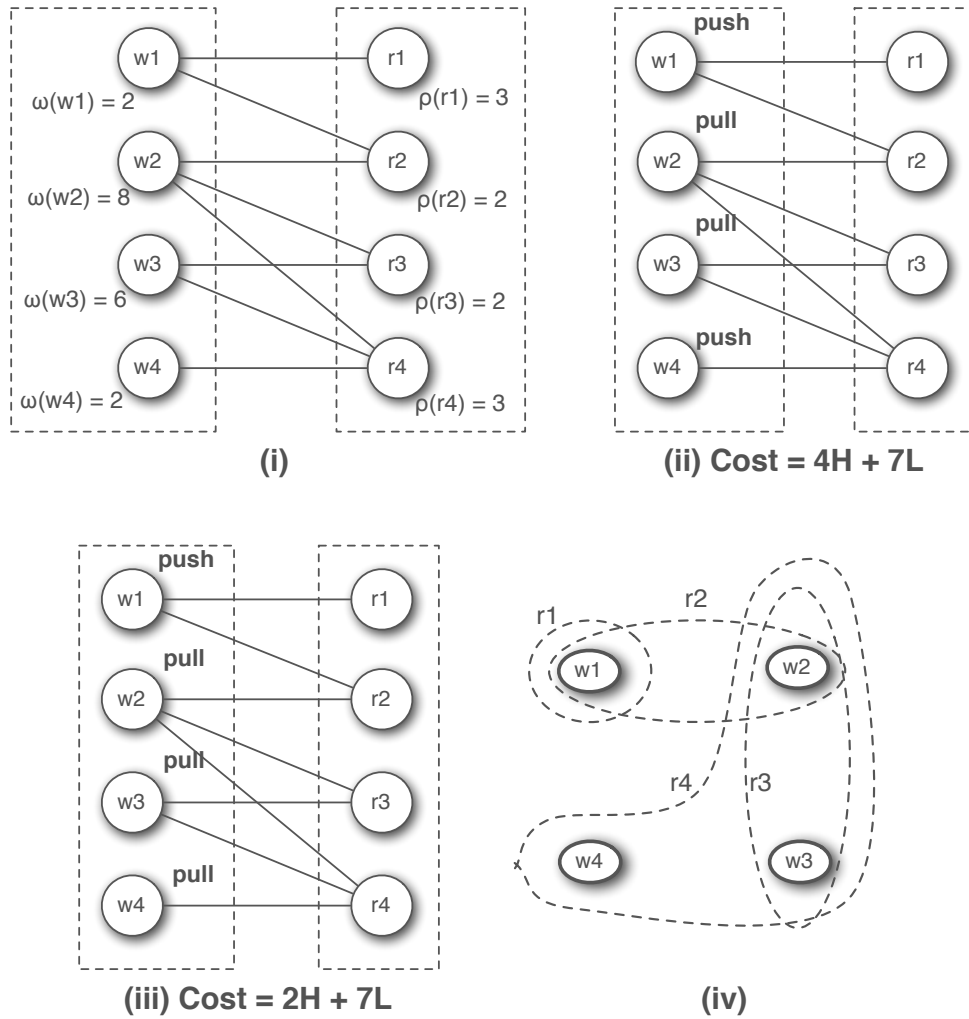 w1
r1
ω(w1) = 2
ρ(r1) = 3
w2
r2
ω(w2) = 8
ρ(r2) = 2
w3
r3
ω(w3) = 6
ρ(r3) = 2
w4
r4
ω(w4) = 2
ρ(r4) = 3
(i)
push
w1
r1
pull
w2
r2
pull
w3
r3
push
w4
r4
(ii) Cost = 4H + 7L
push
w1
r1
pull
w2
r2
pull
w3
r3
pull
w4
r4
(iii) Cost = 2H + 7L
r1
r2
w1
w2
r4
r3
w4
w3
(iv)